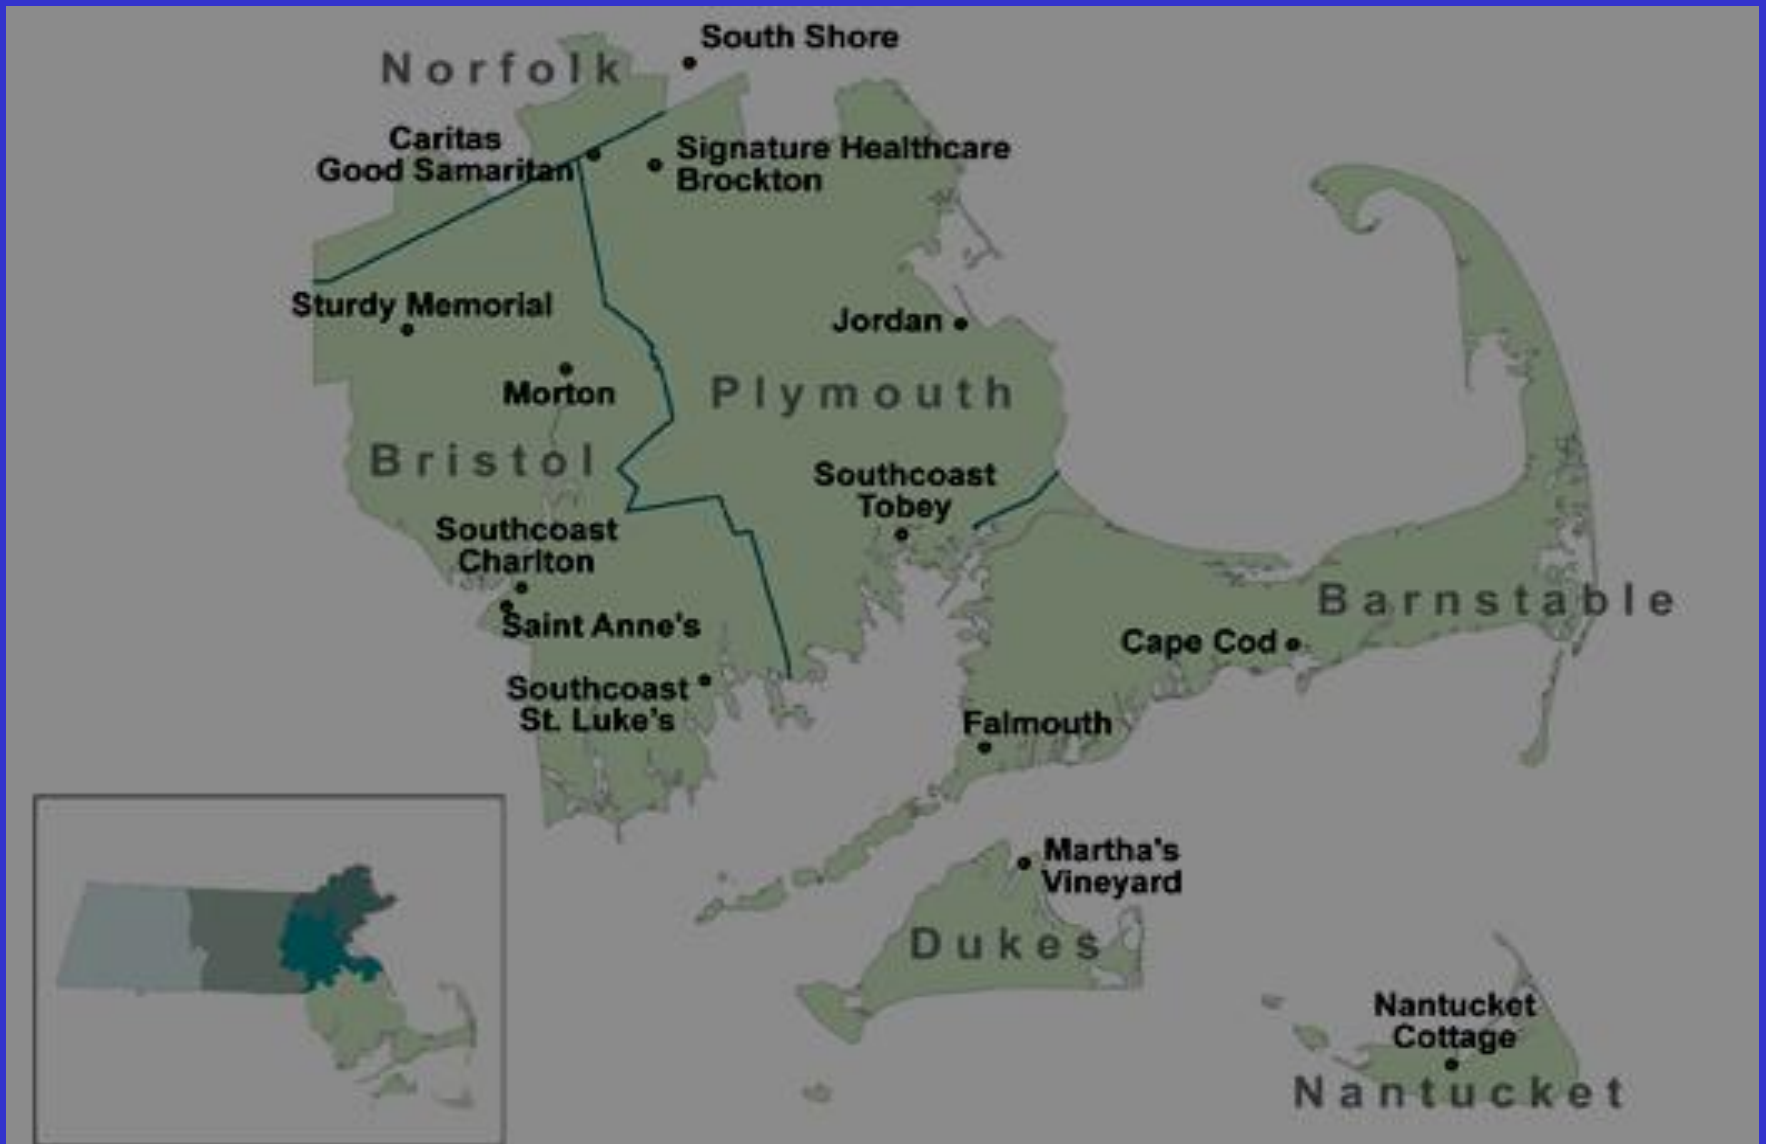 South Shore
Norfolk
Caritas
Good Samaritan
Signature Healthcare
Brockton
Sturdy Memorial
Jordan
Morton
Plymouth
Bristol
Southcoast
Tobey
Southcoast
Charlton
Saint Anne's
Barnstable
Cape Cod
Southcoast
St. Luke's
Falmouth
Martha's
Vineyard
Dukes
Nantucket
Cottage
Nantucket